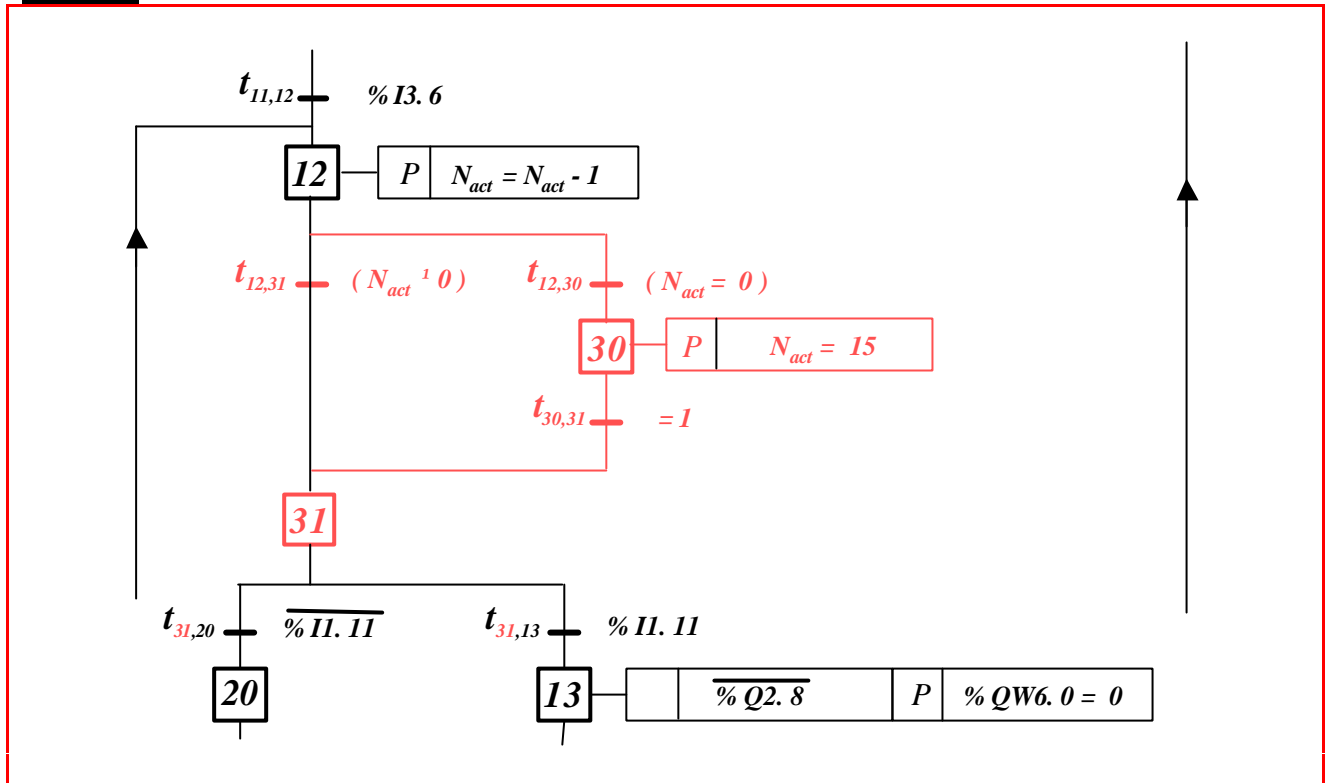 t11,12 % I3. 6
12 P Nact = Nact - 1
t12,31 ( Nact ¹ 0 ) t12,30 ( Nact = 0 )
30 P Nact = 15
t30,31 = 1
31
t31,20 % I1. 11 t31,13 % I1. 11
20 13 % Q2. 8 P % QW6. 0 = 0